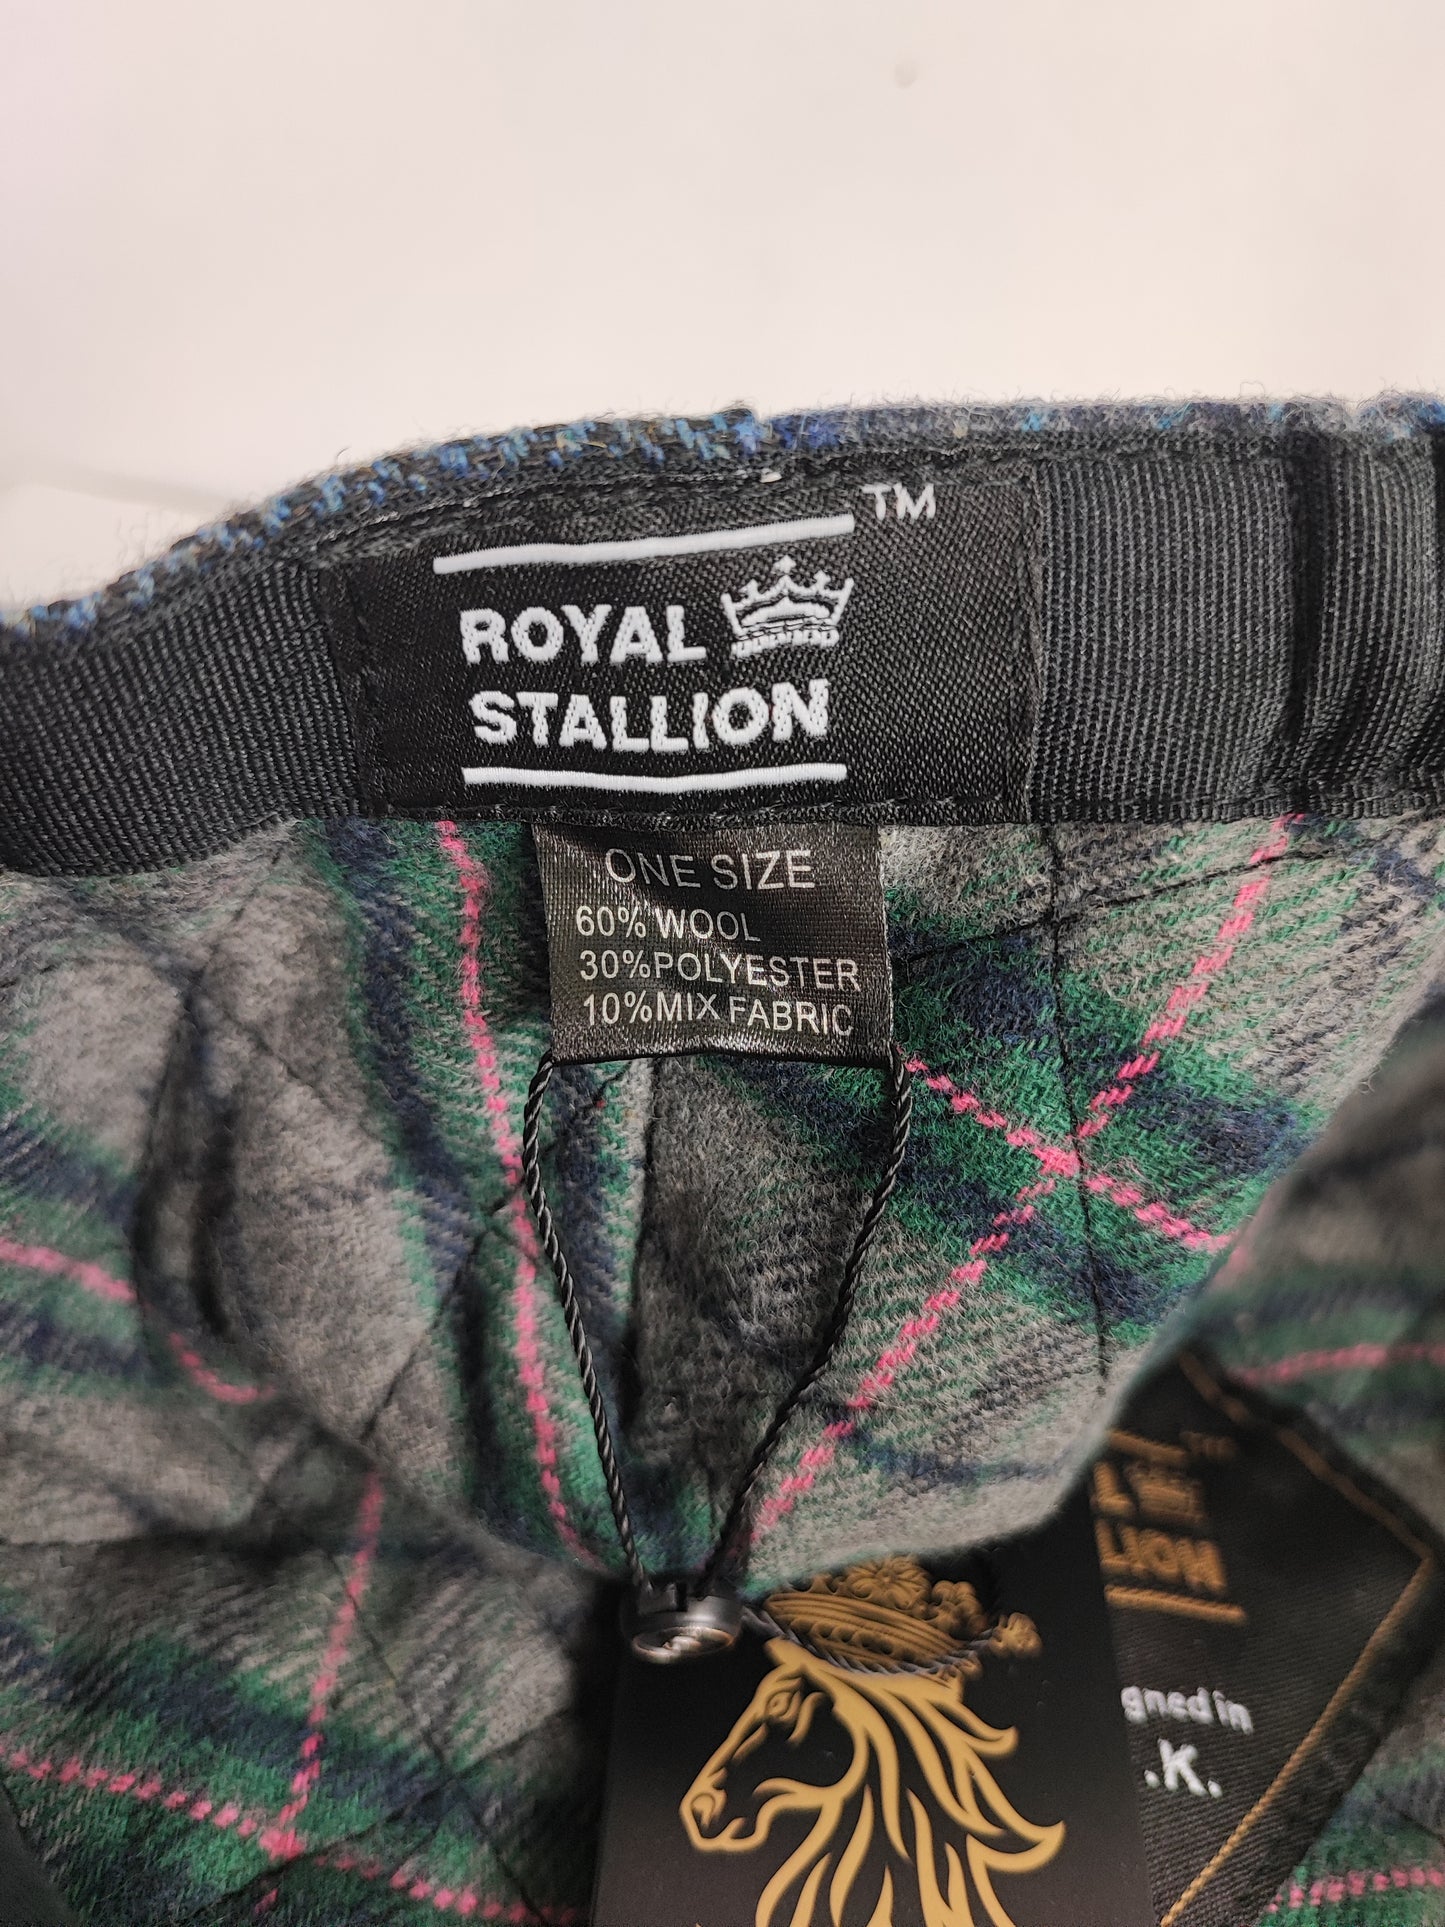 TM
ROYAL
STALLION
ONE SIZE
60% WOOL
30%POLYESTER
10%MIX FABRIC
.K.